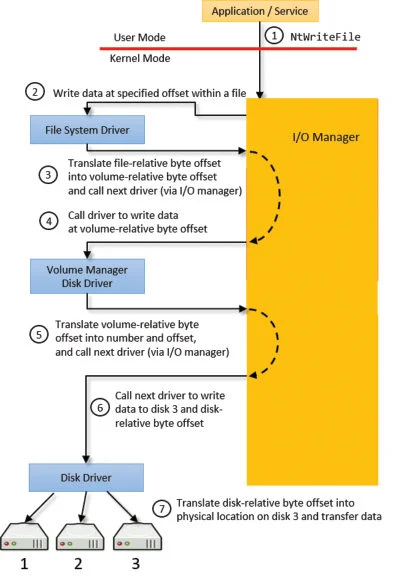 Application / Service
1 NtWriteFile
User Mode
Kernel Mode
2 Write data at specified offset within a file
I/O Manager
File System Driver
3 Translate file-relative byte offset
into volume-relative byte offset
and call next driver (via I/O manager)
4 Call driver to write data
at volume-relative byte offset
Volume Manager
Disk Driver
5 Translate volume-relative byte
offset into number and offset,
and call next driver (via I/O manager)
6 Call next driver to write
data to disk 3 and disk-
relative byte offset
Disk Driver
7 Translate disk-relative byte offset into
physical location on disk 3 and transfer data
1 2 3